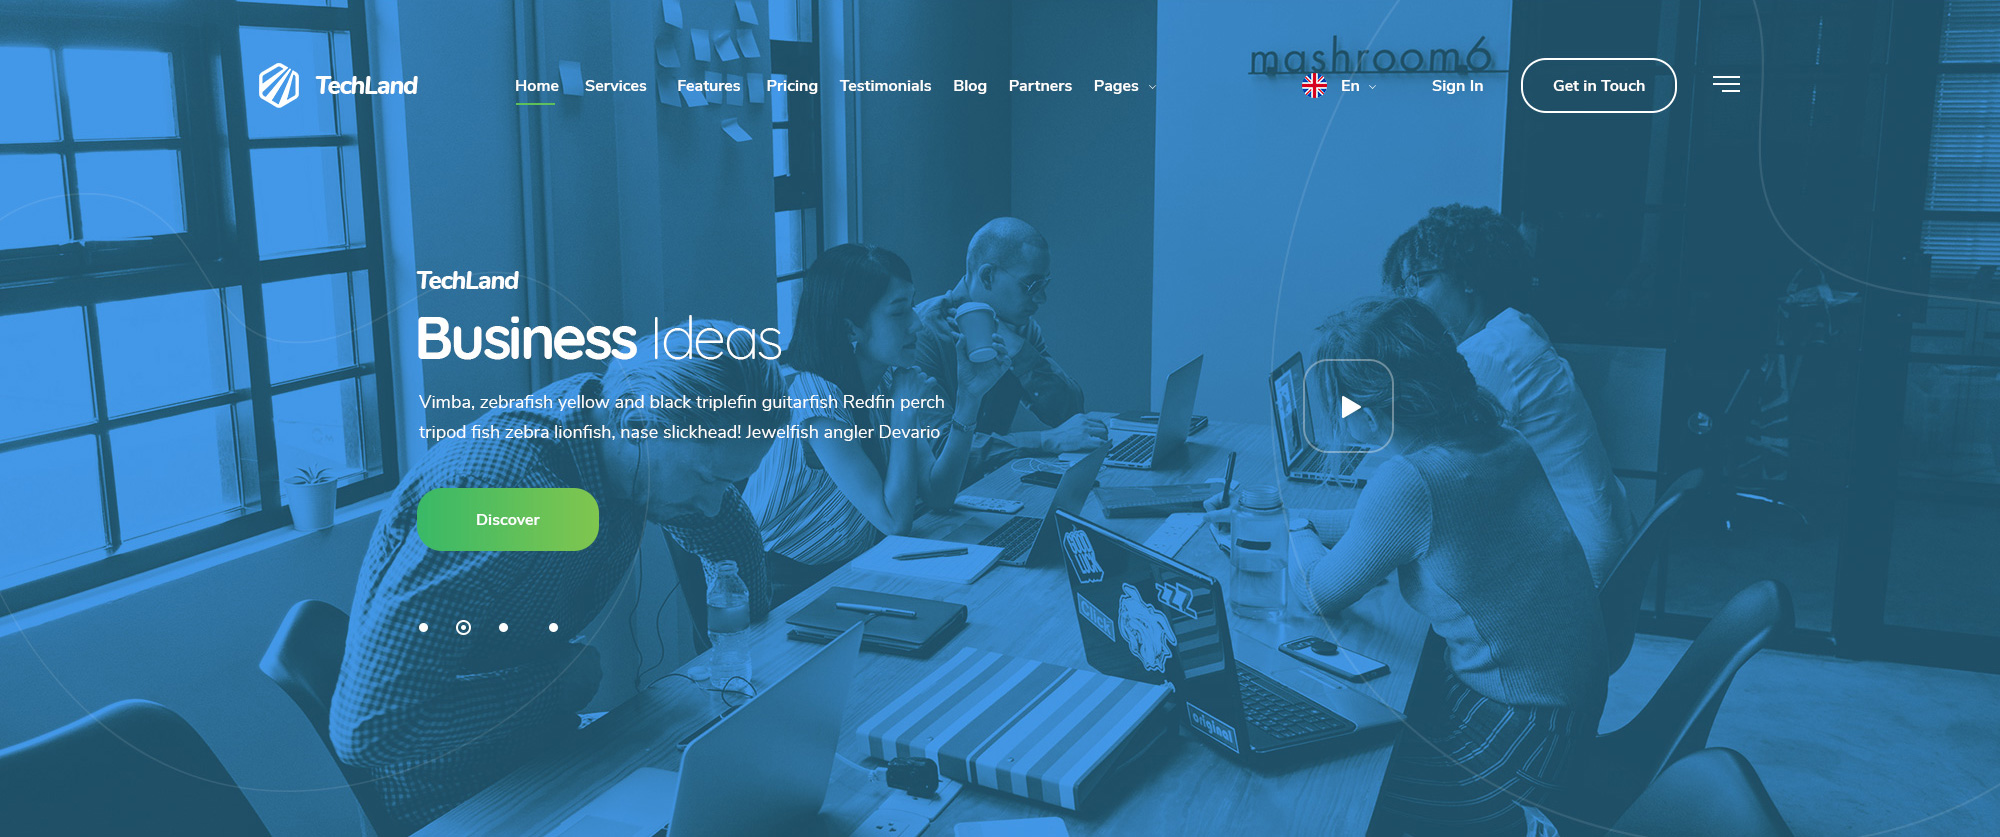 mashroom6
TechLand
Home Services Features Pricing Testimonials Blog Partners Pages
En
Sign In
Get in Touch
TechLand
Business Ideas
Vimba, zebrafish yellow and black triplefin guitarfish Redfin perch
tripod fish zebra lionfish, nase slickhead! Jewelfish angler Devario
Discover
Click
original